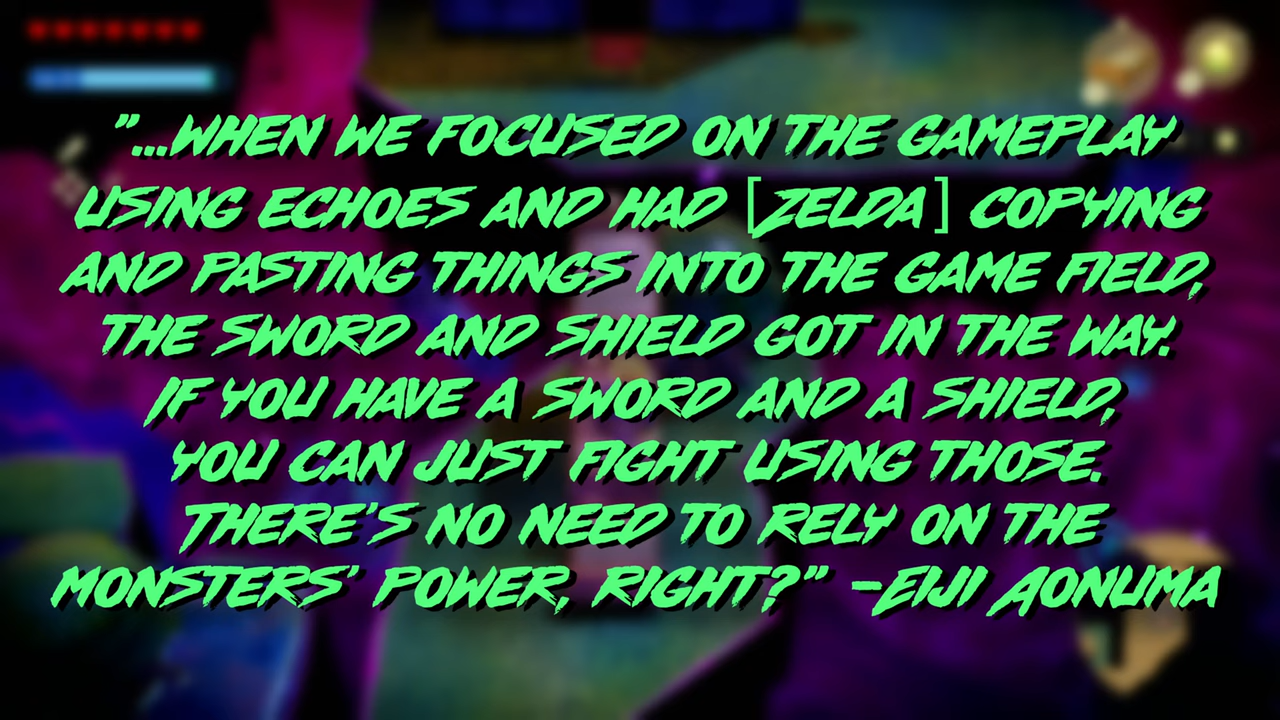 "...WHEN WE FOCUSED ON THE GAMEPLAY
USING ECHOES AND HAD [ZELDA] COPYING
AND PASTING THINGS INTO THE GAME FIELD,
THE SWORD AND SHIELD GOT IN THE WAY.
IF YOU HAVE A SWORD AND A SHIELD,
YOU CAN JUST FIGHT USING THOSE.
THERE'S NO NEED TO RELY ON THE
MONSTERS' POWER, RIGHT?" -EIJI AONUMA